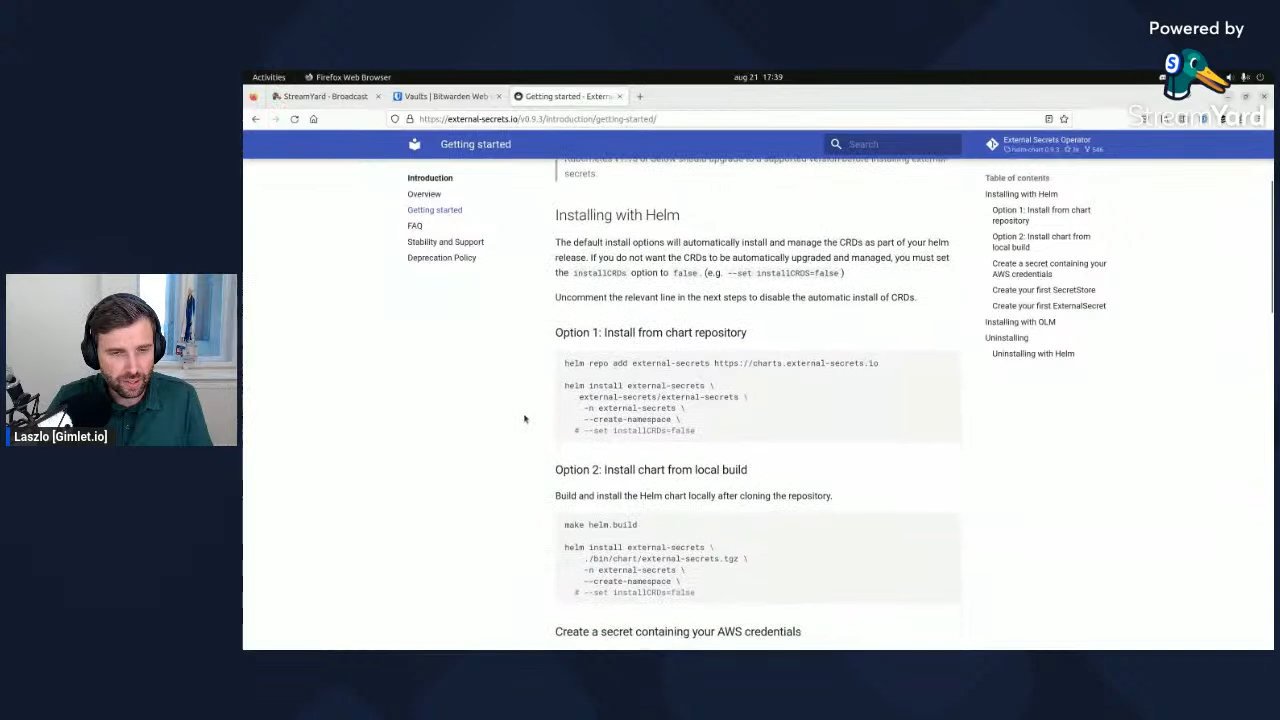 Powered by
StreamYard
Activities
Firefox Web Browser
aug 21 17:39
StreamYard - Broadcast
Vaults | Bitwarden Web
Getting started - Extern
https://external-secrets.io/v0.9.3/introduction/getting-started/
Getting started
Search
External Secrets Operator
helm-chart-0.9.3
Introduction
Overview
Getting started
FAQ
Stability and Support
Deprecation Policy
secrets.
Installing with Helm
The default install options will automatically install and manage the CRDs as part of your helm
release. If you do not want the CRDs to be automatically upgraded and managed, you must set
the installCRDs option to false. (e.g. --set installCRDS=false)
Uncomment the relevant line in the next steps to disable the automatic install of CRDs.
Option 1: Install from chart repository
helm repo add external-secrets https://charts.external-secrets.io
helm install external-secrets \
external-secrets/external-secrets \
-n external-secrets \
--create-namespace \
# --set installCRDs=false
Option 2: Install chart from local build
Build and install the Helm chart locally after cloning the repository.
make helm.build
helm install external-secrets \
./bin/chart/external-secrets.tgz \
-n external-secrets \
--create-namespace \
# --set installCRDs=false
Create a secret containing your AWS credentials
Table of contents
Installing with Helm
Option 1: Install from chart
repository
Option 2: Install chart from
local build
Create a secret containing your
AWS credentials
Create your first SecretStore
Create your first ExternalSecret
Installing with OLM
Uninstalling
Uninstalling with Helm
Laszlo [Gimlet.io]